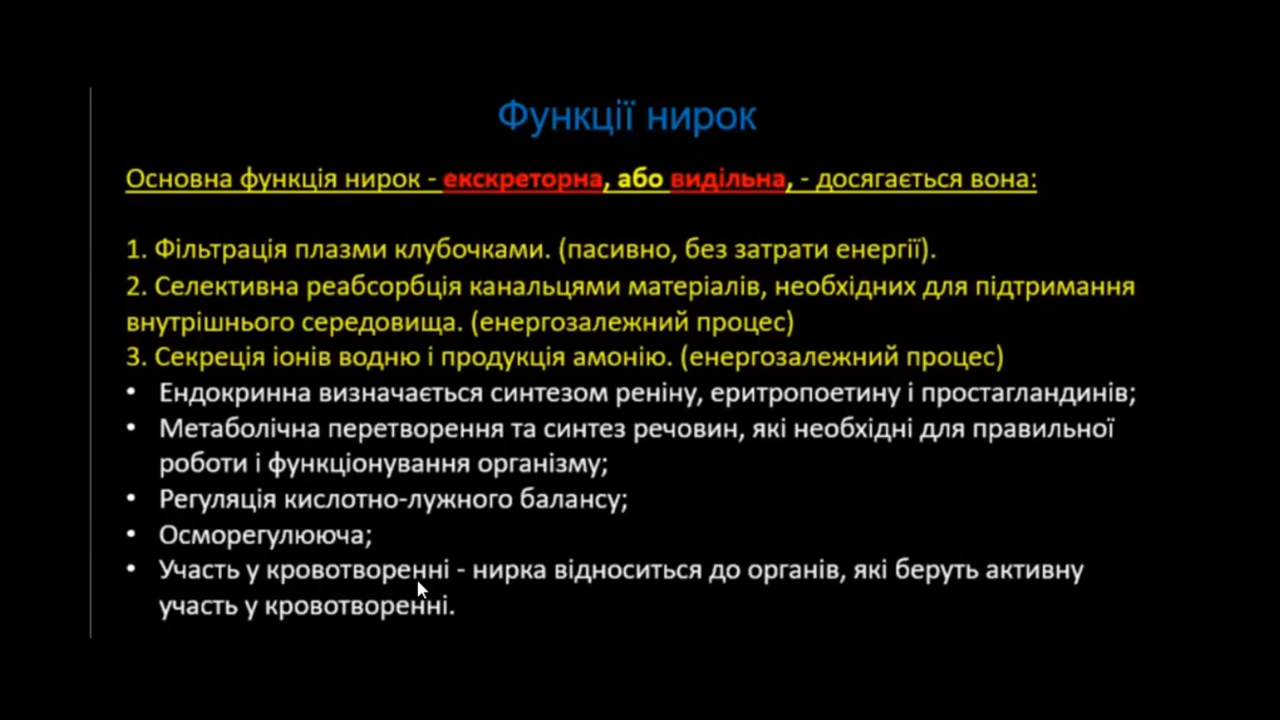 Функції нирок
Основна функція нирок - екскреторна, або видільна, - досягається вона:
1. Фільтрація плазми клубочками. (пасивно, без затрати енергії).
2. Селективна реабсорбція канальцями матеріалів, необхідних для підтримання
внутрішнього середовища. (енергозалежний процес)
3. Секреція іонів водню і продукція амонію. (енергозалежний процес)
• Ендокринна визначається синтезом реніну, еритропоетину і простагландинів;
• Метаболічна перетворення та синтез речовин, які необхідні для правильної
роботи і функціонування організму;
• Регуляція кислотно-лужного балансу;
• Осморегулююча;
• Участь у кровотворенні - нирка відноситься до органів, які беруть активну
участь у кровотворенні.